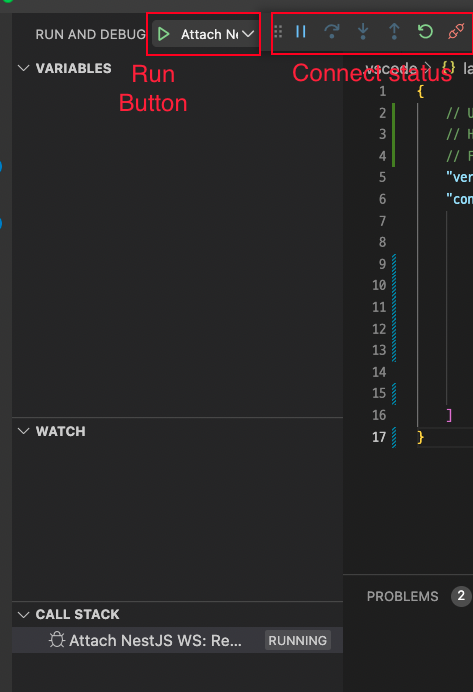 RUN AND DEBUG
Attach Ne
Run
Button
Connect status
VARIABLES
.vscode > {} la
1 {
2 // U
3 // H
4 // F
5 "ver
6 "con
7
8
9
10
11
12
13
14
15
16 ]
17 }
WATCH
PROBLEMS 2
CALL STACK
Attach NestJS WS: Re... RUNNING